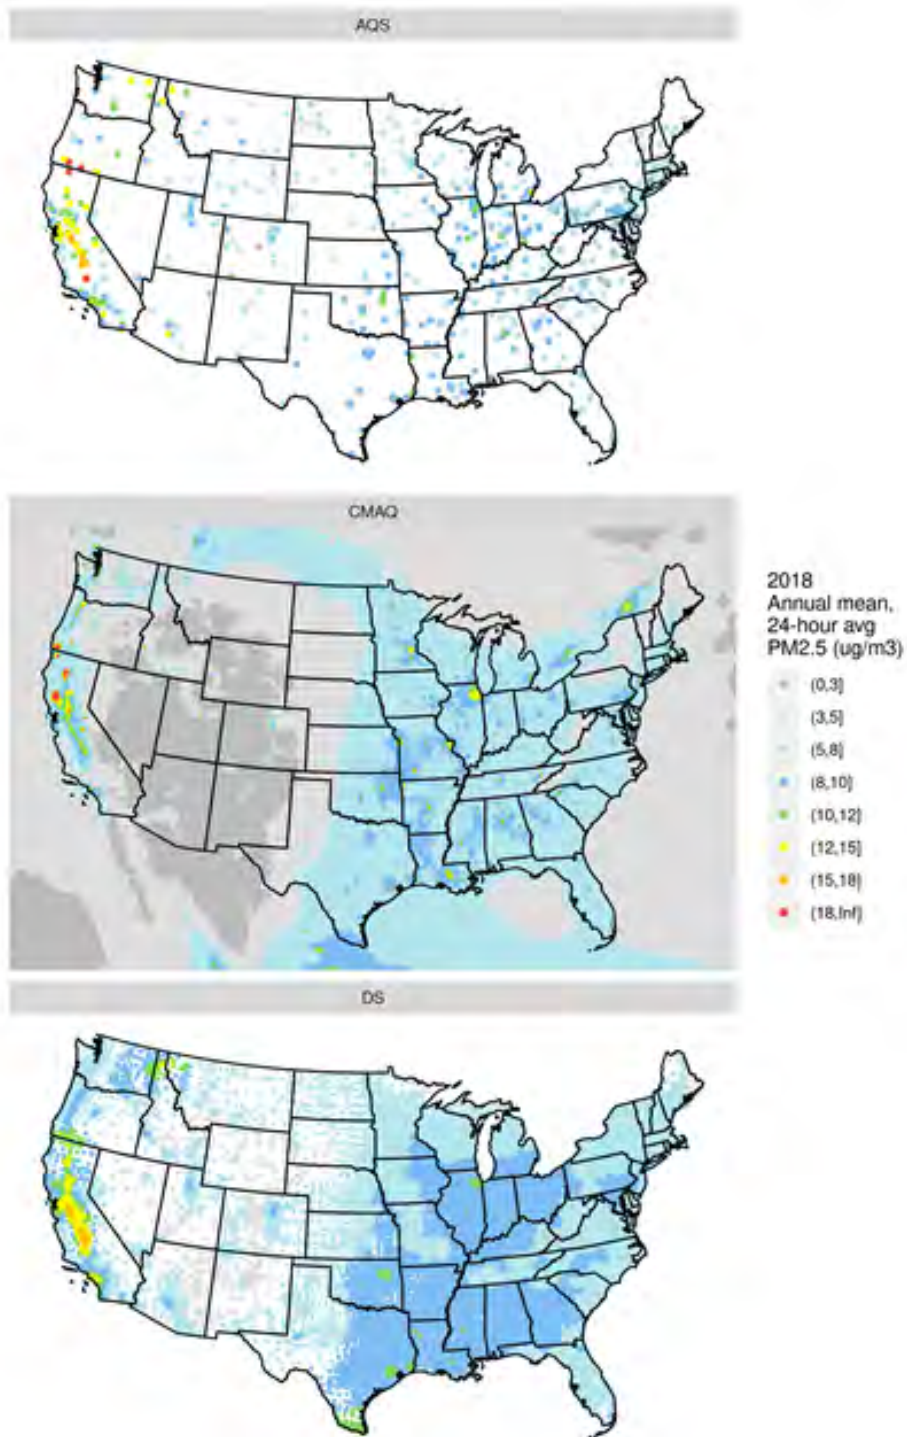 AQS
CMAQ
2018
Annual mean,
24-hour avg
PM2.5 (ug/m3)
(0,3]
(3,5]
(5,8]
(8,10]
(10,12]
(12,15]
(15,18]
(18,Inf]
DS